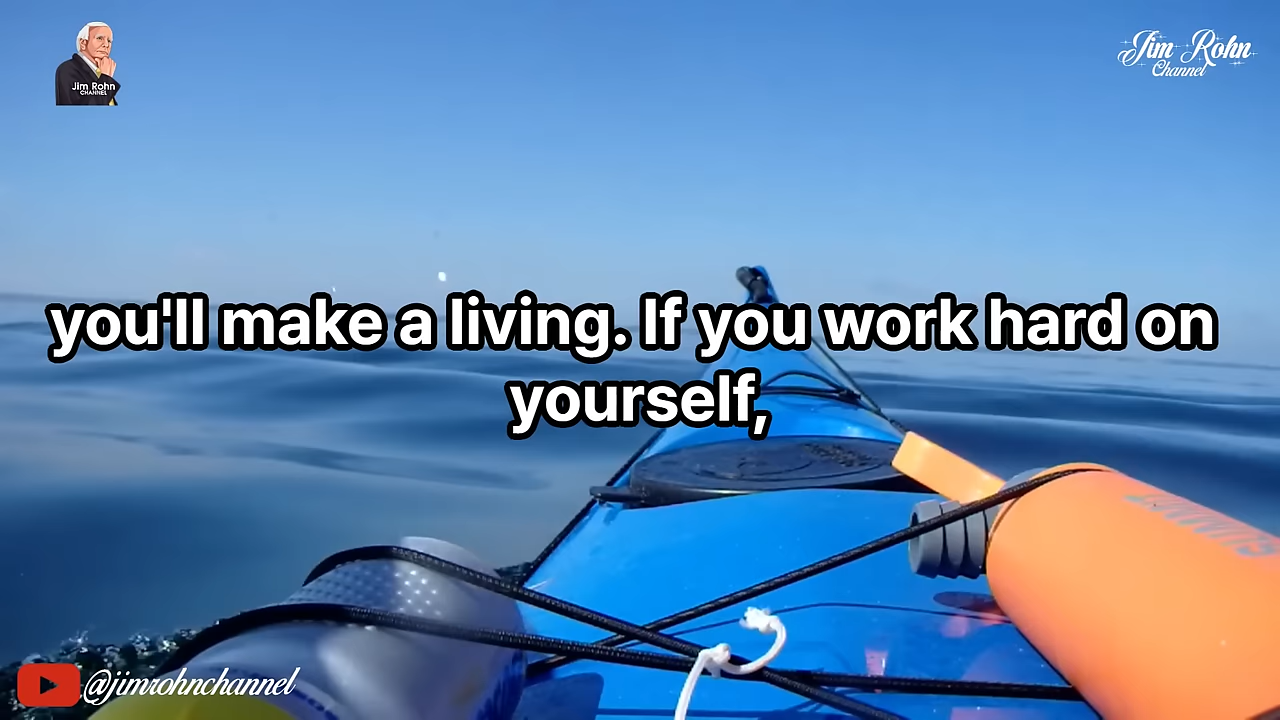 Jim Rohn
CHANNEL
Jim Rohn
Channel
you'll make a living. If you work hard on
yourself,
@jimrohnchannel